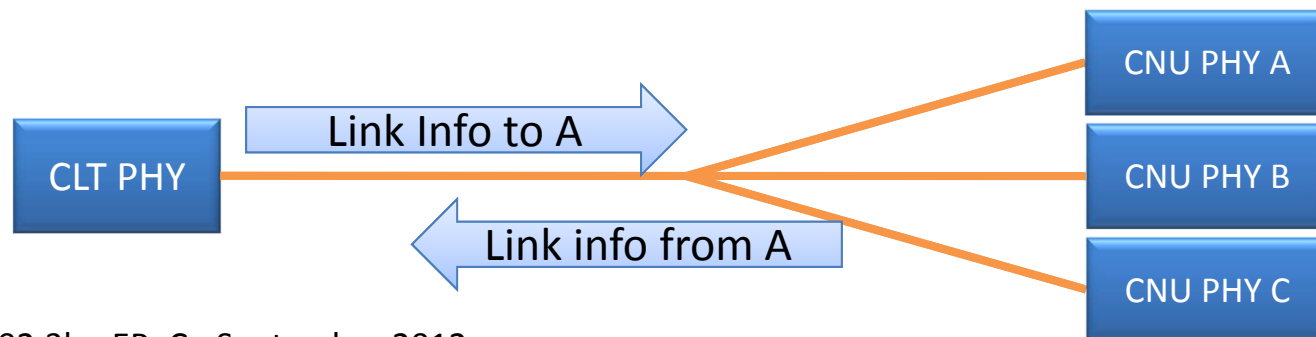 CNU PHY A
Link Info to A
CLT PHY
CNU PHY B
Link info from A
CNU PHY C